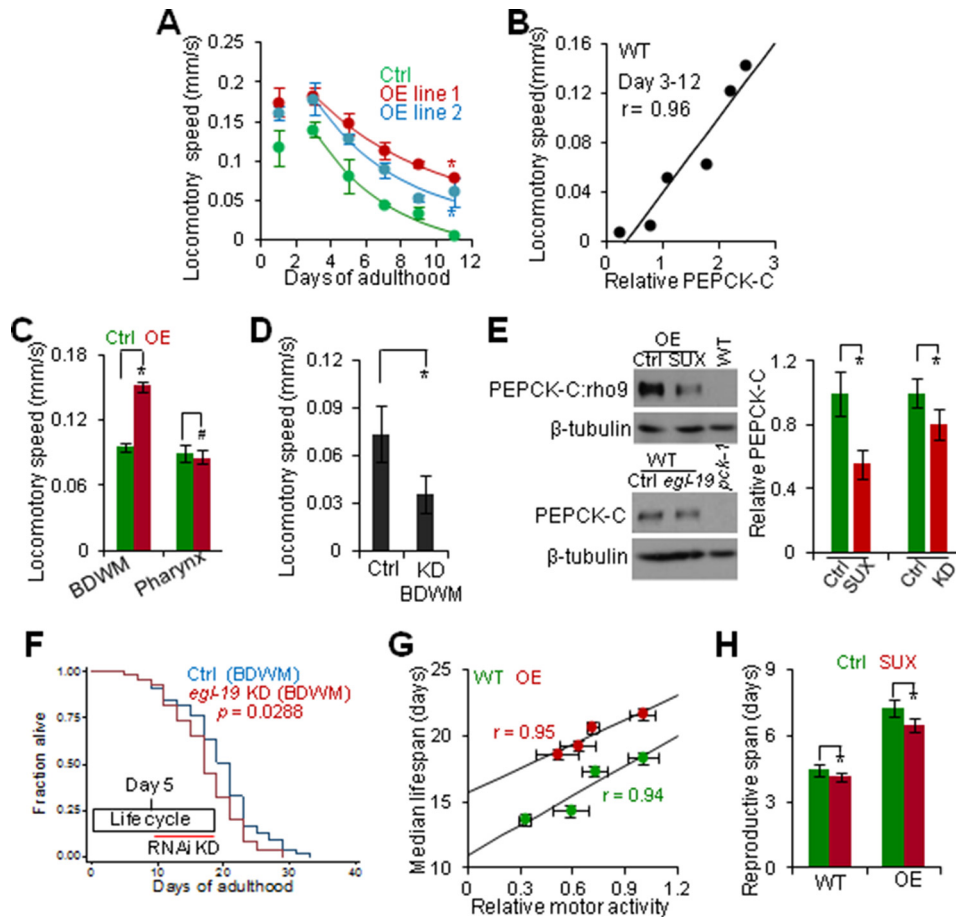 A
Locomotory speed (mm/s)
0.25
0.2
0.15
0.1
0.05
0
Ctrl
OE line 1
OE line 2
*
*
0 2 4 6 8 10 12
Days of adulthood
B
Locomotory speed(mm/s)
0.16
0.12
0.08
0.04
0
WT
Day 3-12
r= 0.96
0 1 2 3
Relative PEPCK-C
C
Ctrl OE
Locomotory speed (mm/s)
0.18
0.12
0.06
0
*
#
BDWM Pharynx
D
Locomotory speed (mm/s)
0.12
0.09
0.06
0.03
0
*
Ctrl KD
BDWM
E
OE
Ctrl SUX WT
PEPCK-C:rho9
β-tubulin
WT
Ctrl egl-19 pck-1
PEPCK-C
β-tubulin
Relative PEPCK-C
1.2
0.8
0.4
0
*
*
Ctrl SUX Ctrl KD
F
Fraction alive
1.00
0.75
0.50
0.25
0.00
Ctrl (BDWM)
egl-19 KD (BDWM)
p = 0.0288
Day 5
Life cycle
RNAi KD
0 10 20 30 40
Days of adulthood
G
Median lifespan (days)
25
20
15
10
WT OE
r = 0.95
r = 0.94
0 0.3 0.6 0.9 1.2
Relative motor activity
H
Ctrl SUX
Reproductive span (days)
9
6
3
0
*
*
WT OE